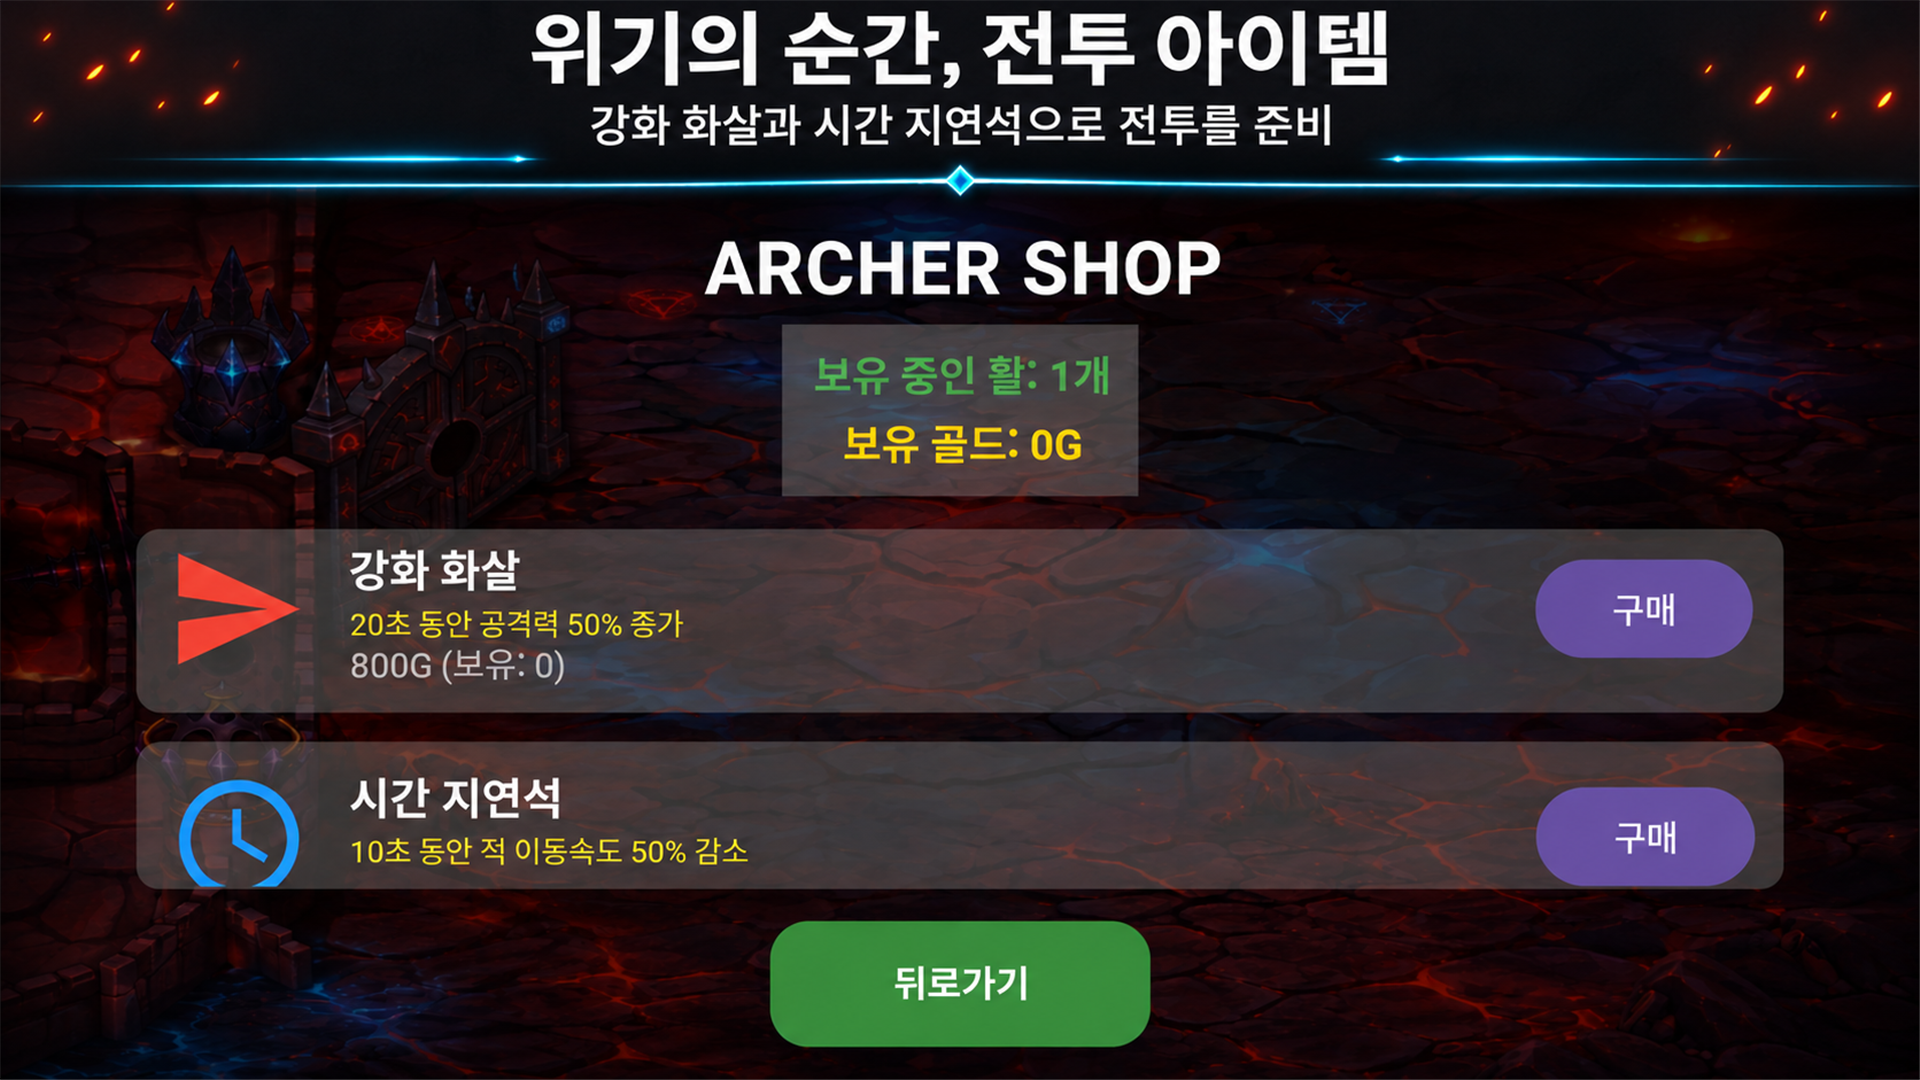 위기의 순간, 전투 아이템
강화 화살과 시간 지연석으로 전투를 준비
ARCHER SHOP
보유 중인 활: 1개
보유 골드: 0G
강화 화살
20초 동안 공격력 50% 종가
800G (보유: 0)
구매
시간 지연석
10초 동안 적 이동속도 50% 감소
구매
뒤로가기